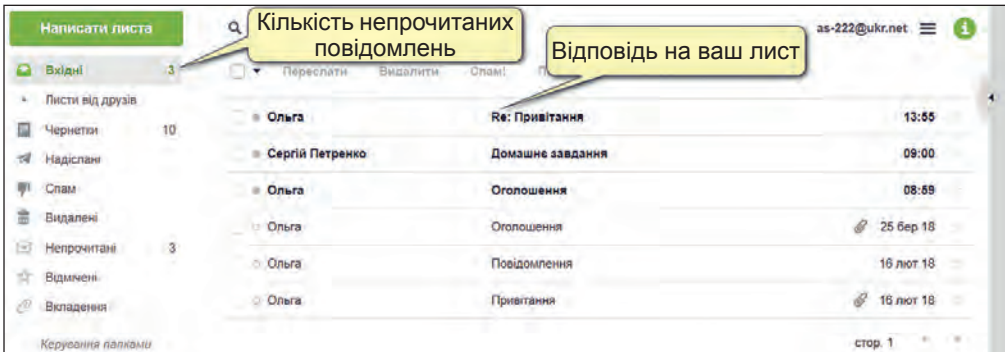 Написати листа
Кількість непрочитаних
повідомлень
as-222@ukr.net
Відповідь на ваш лист
Вхідні 3
Переслати Видалити Спам!
Листи від друзів
Чернетки 10
Надіслані
Спам
Видалені
Непрочитані 3
Відмічені
Вкладення
Керування папками
Ольга Re: Привітання 13:55
Сергій Петренко Домашнє завдання 09:00
Ольга Оголошення 08:59
Ольга Оголошення 25 бер 18
Ольга Повідомлення 16 лют 18
Ольга Привітання 16 лют 18
стор. 1